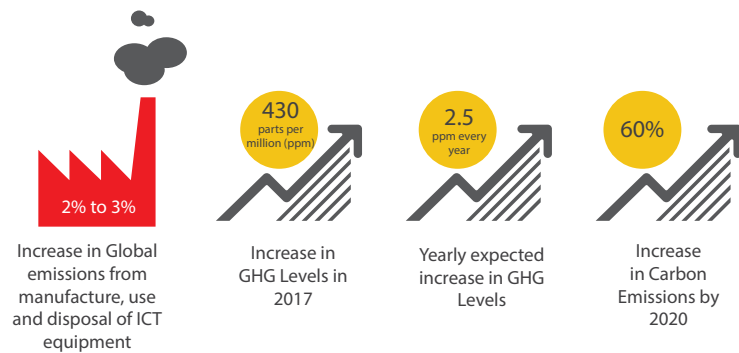 2% to 3%
Increase in Global
emissions from
manufacture, use
and disposal of ICT
equipment
430
parts per
million (ppm)
Increase in
GHG Levels in
2017
2.5
ppm every
year
Yearly expected
increase in GHG
Levels
60%
Increase
in Carbon
Emissions by
2020